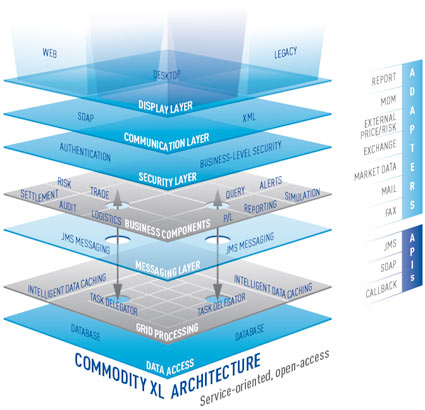 WEB
LEGACY
DESKTOP
DISPLAY LAYER
SOAP
XML
COMMUNICATION LAYER
AUTHENTICATION
BUSINESS-LEVEL SECURITY
SECURITY LAYER
RISK
SETTLEMENT
TRADE
AUDIT
LOGISTICS
QUERY
ALERTS
SIMULATION
REPORTING
P/L
BUSINESS COMPONENTS
JMS MESSAGING
JMS MESSAGING
MESSAGING LAYER
INTELLIGENT DATA CACHING
INTELLIGENT DATA CACHING
TASK DELEGATOR
TASK DELEGATOR
GRID PROCESSING
DATABASE
DATABASE
DATA ACCESS
COMMODITY XL ARCHITECTURE
Service-oriented, open-access
ADAPTERS
REPORT
MOM
EXTERNAL
PRICE/RISK
EXCHANGE
MARKET DATA
MAIL
FAX
APIs
JMS
SOAP
CALLBACK